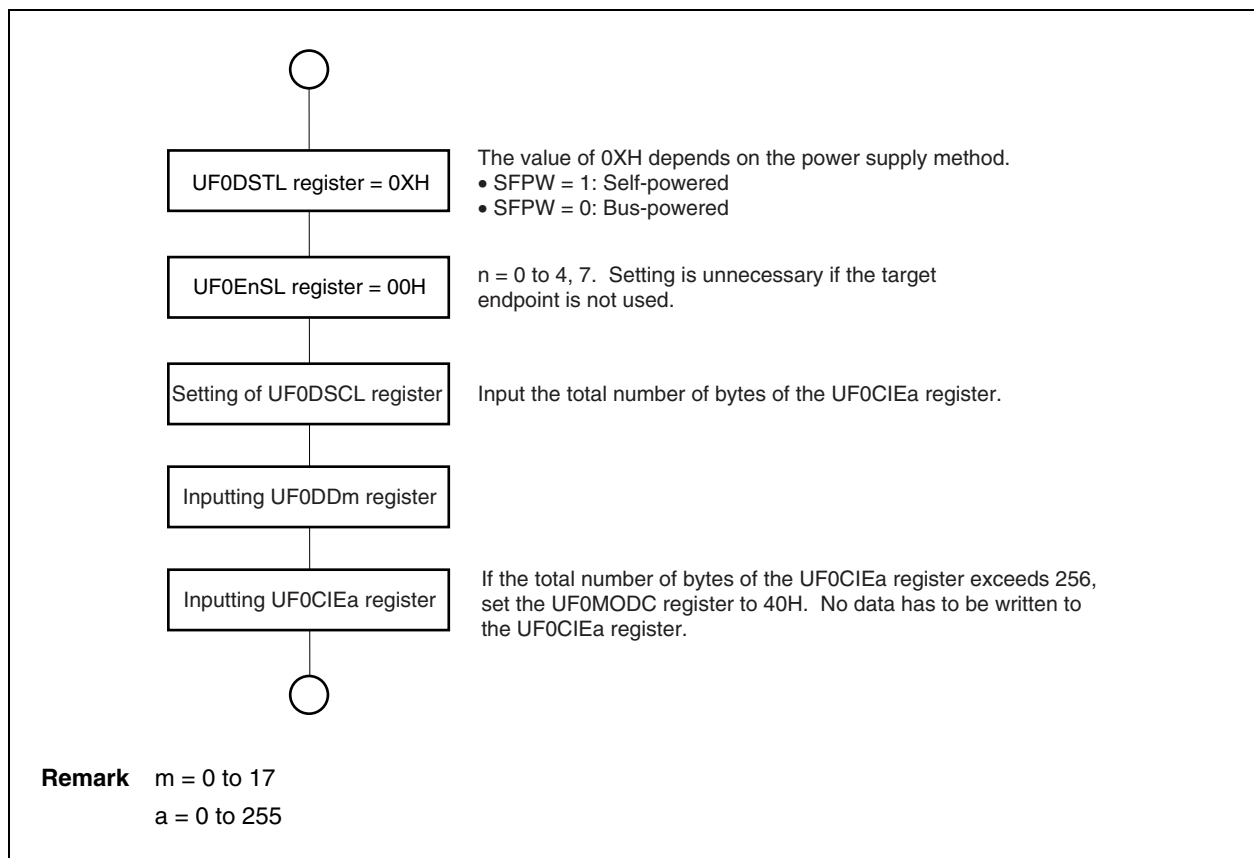 UF0DSTL register = 0XH
The value of 0XH depends on the power supply method.
• SFPW = 1: Self-powered
• SFPW = 0: Bus-powered
UF0EnSL register = 00H
n = 0 to 4, 7. Setting is unnecessary if the target
endpoint is not used.
Setting of UF0DSCL register
Input the total number of bytes of the UF0CIEa register.
Inputting UF0DDm register
Inputting UF0CIEa register
If the total number of bytes of the UF0CIEa register exceeds 256,
set the UF0MODC register to 40H. No data has to be written to
the UF0CIEa register.
Remark m = 0 to 17
a = 0 to 255